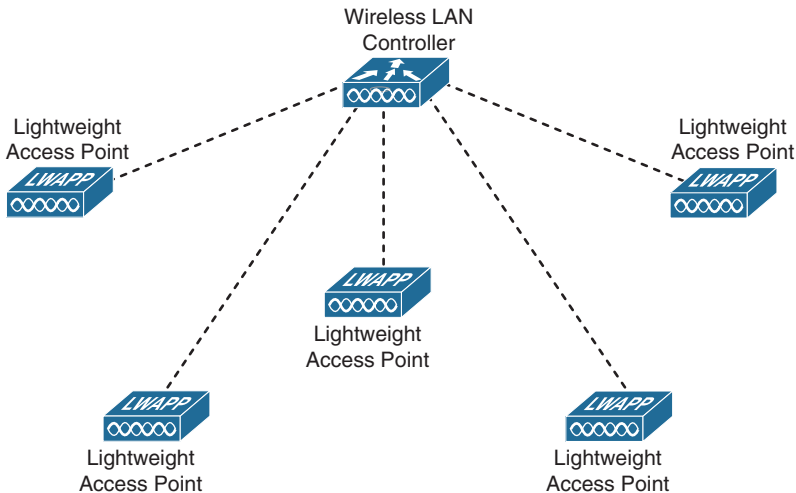 Wireless LAN
Controller
Lightweight
Access Point
LWAPP
Lightweight
Access Point
LWAPP
LWAPP
Lightweight
Access Point
LWAPP
Lightweight
Access Point
LWAPP
Lightweight
Access Point